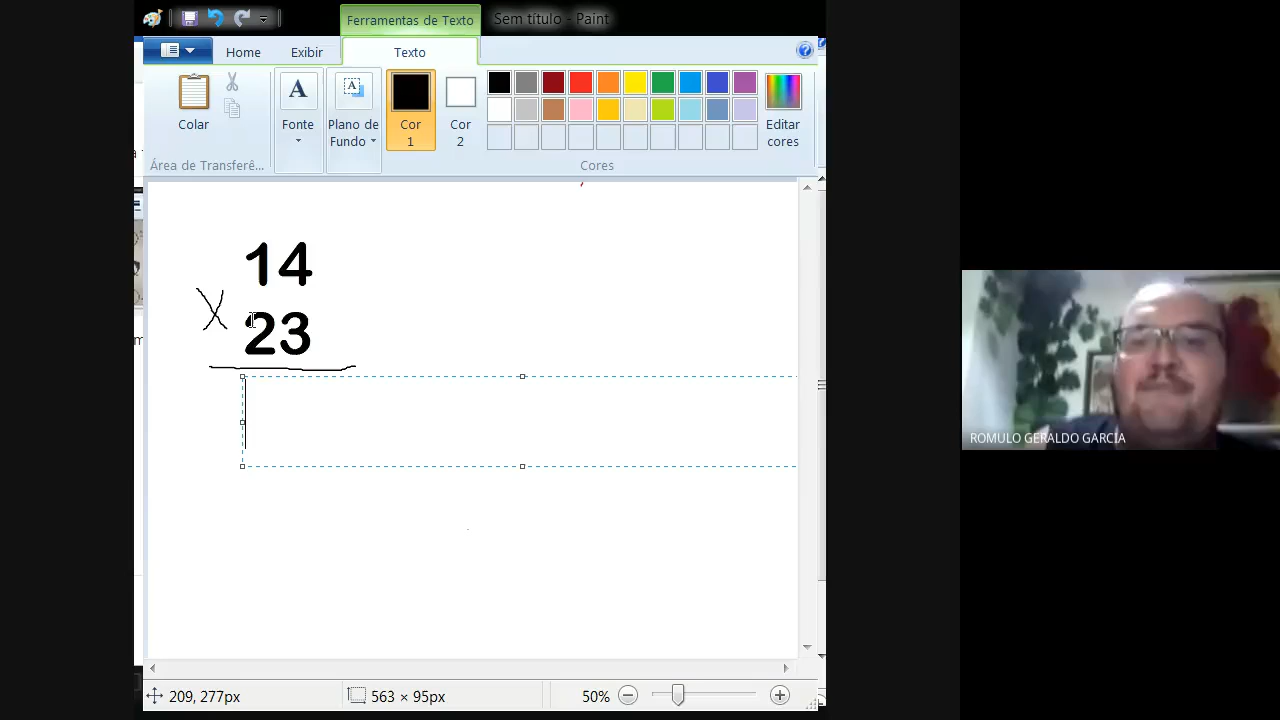 Ferramentas de Texto Sem título - Paint
Home Exibir Texto
Colar Fonte Plano de Fundo Cor 1 Cor 2 Editar cores
Área de Transferê... Cores
14
X 23
ROMULO GERALDO GARCIA
209, 277px 563 × 95px 50%